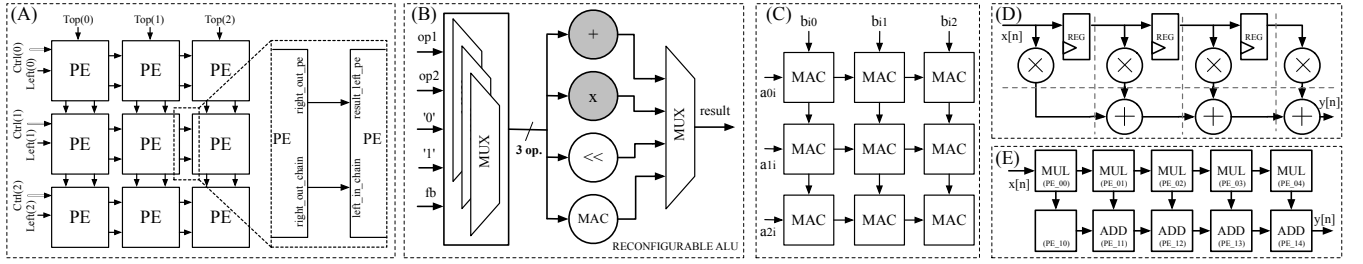 (A)
Top(0) Top(1) Top(2)
Ctrl(0)
Left(0)
PE PE PE
Ctrl(1)
Left(1)
PE PE PE
Ctrl(2)
Left(2)
PE PE PE
right_out_pe
result_left_pe
PE PE
right_out_chain
left_in_chain
(B)
op1
op2
'0'
'1'
fb
MUX
3 op.
+
x
<<
MAC
MUX
result
RECONFIGURABLE ALU
(C)
bi0 bi1 bi2
a0i
MAC MAC MAC
a1i
MAC MAC MAC
a2i
MAC MAC MAC
(D)
x[n]
REG REG REG
× × × ×
+ + +
y[n]
(E)
x[n]
MUL MUL MUL MUL MUL
(PE_00) (PE_01) (PE_02) (PE_03) (PE_04)
y[n]
ADD ADD ADD ADD
(PE_10) (PE_11) (PE_12) (PE_13) (PE_14)